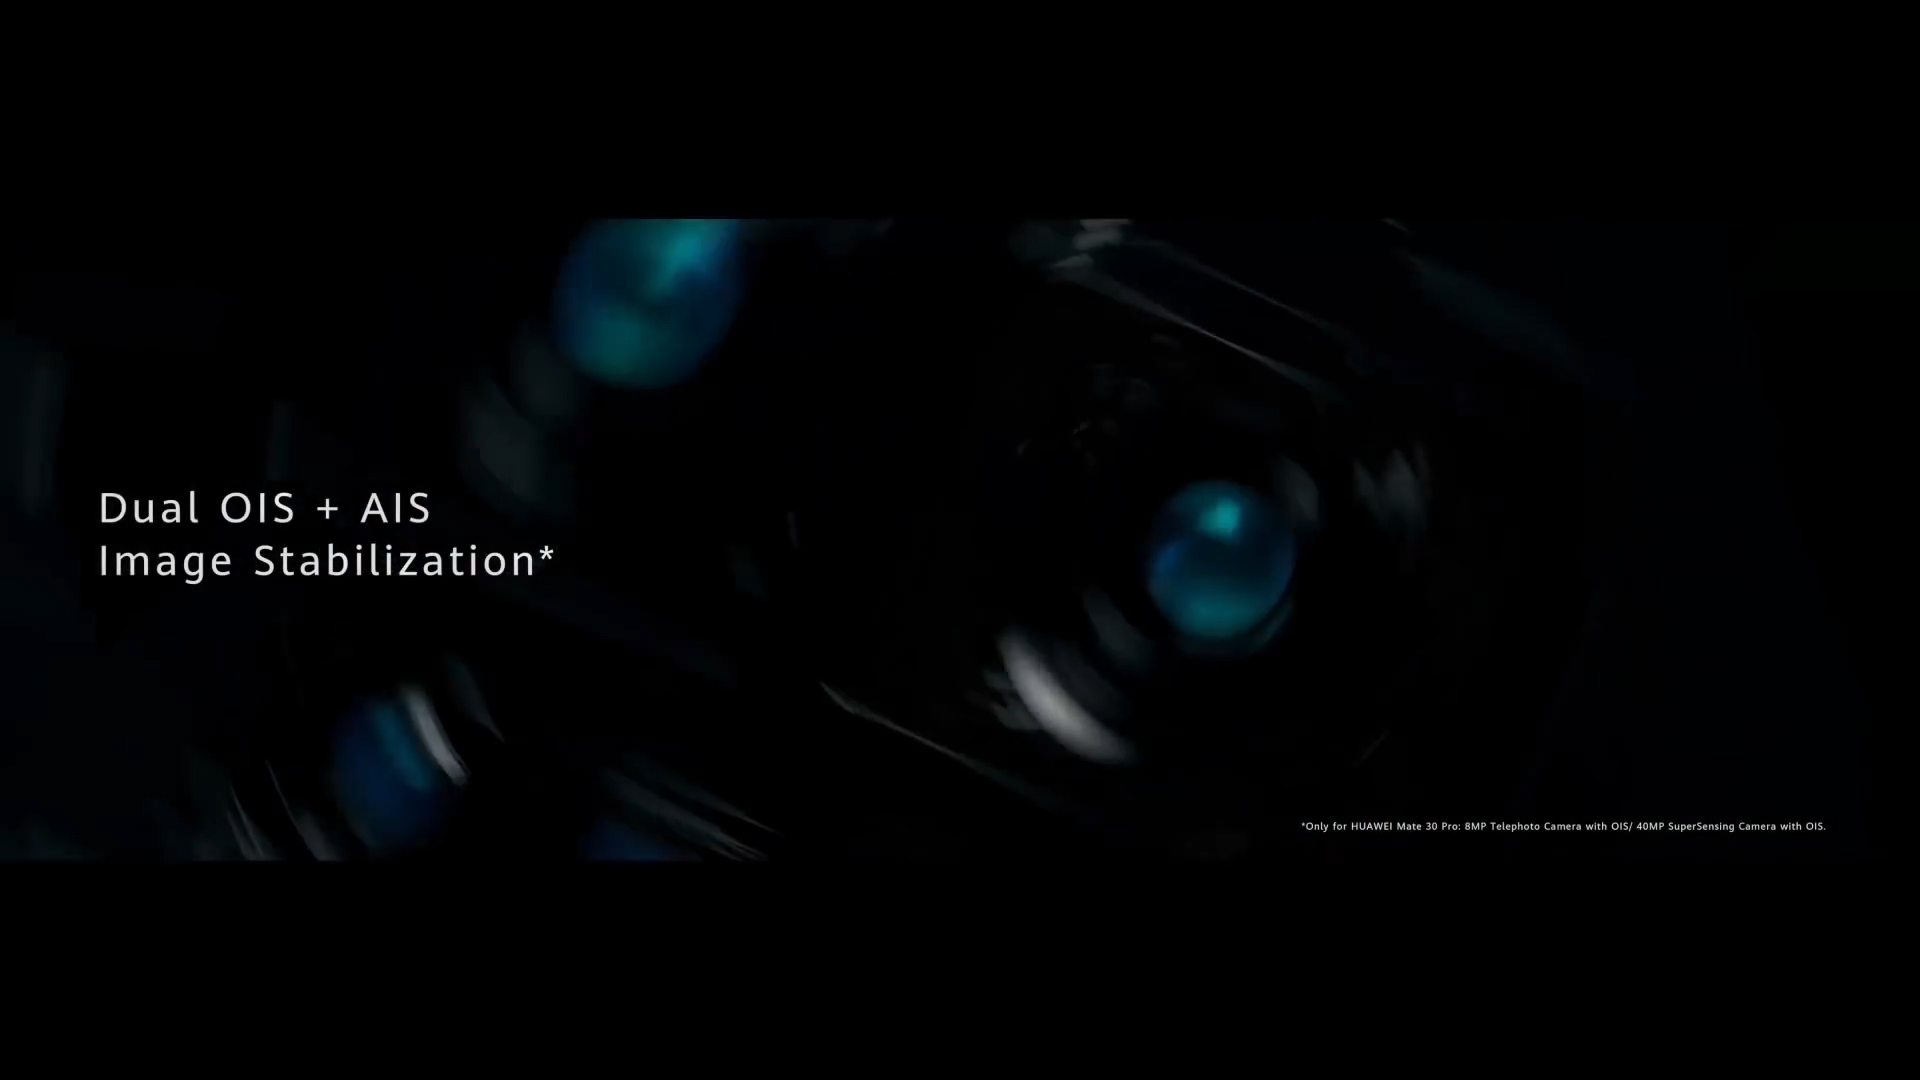 Dual OIS + AIS
Image Stabilization*
*Only for HUAWEI Mate 30 Pro: 8MP Telephoto Camera with OIS/ 40MP SuperSensing Camera with OIS.